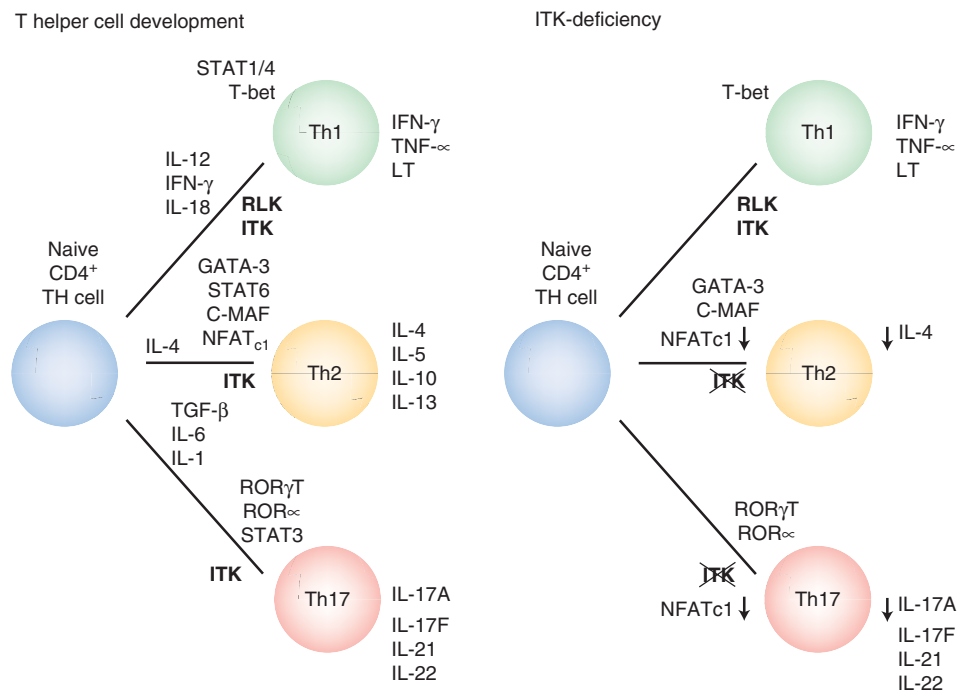 T helper cell development
STAT1/4
T-bet
Th1
IFN-γ
TNF-∝
LT
IL-12
IFN-γ
IL-18
RLK
ITK
Naive
CD4⁺
TH cell
GATA-3
STAT6
C-MAF
NFATc1
IL-4
ITK
Th2
IL-4
IL-5
IL-10
IL-13
TGF-β
IL-6
IL-1
RORγT
ROR∝
STAT3
ITK
Th17
IL-17A
IL-17F
IL-21
IL-22
ITK-deficiency
T-bet
Th1
IFN-γ
TNF-∝
LT
RLK
ITK
Naive
CD4⁺
TH cell
GATA-3
C-MAF
NFATc1 ↓
ITK
Th2
↓ IL-4
RORγT
ROR∝
ITK
NFATc1 ↓
Th17
↓ IL-17A
IL-17F
IL-21
IL-22